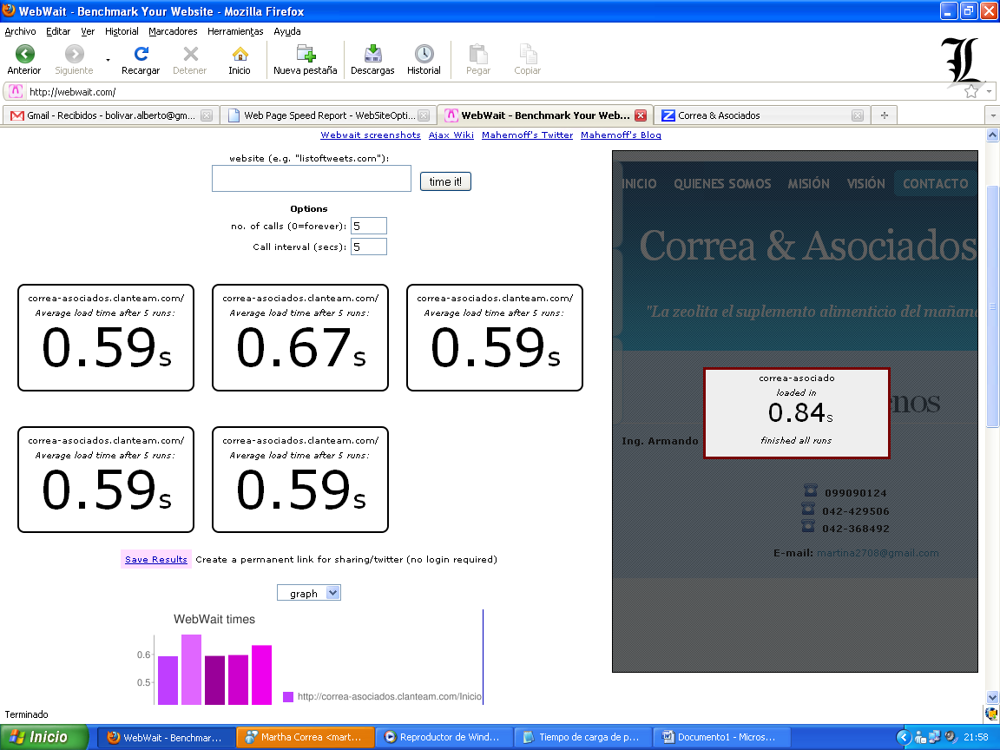 WebWait - Benchmark Your Website - Mozilla Firefox
Archivo Editar Ver Historial Marcadores Herramientas Ayuda
Anterior Siguiente Recargar Detener Inicio Nueva pestaña Descargas Historial Pegar Copiar
http://webwait.com/
Gmail - Recibidos - bolivar.alberto@gm... Web Page Speed Report - WebSiteOpti... WebWait - Benchmark Your Web... Correa & Asociados
Webwait screenshots Ajax Wiki Mahemoff's Twitter Mahemoff's Blog
website (e.g. "listoftweets.com"):
time it!
Options
no. of calls (0=forever): 5
Call interval (secs): 5
correa-asociados.clanteam.com/
Average load time after 5 runs:
0.59s
correa-asociados.clanteam.com/
Average load time after 5 runs:
0.67s
correa-asociados.clanteam.com/
Average load time after 5 runs:
0.59s
correa-asociados.clanteam.com/
Average load time after 5 runs:
0.59s
correa-asociados.clanteam.com/
Average load time after 5 runs:
0.59s
Save Results Create a permanent link for sharing/twitter (no login required)
graph
WebWait times
0.6
0.5
http://correa-asociados.clanteam.com/Inicio
INICIO QUIENES SOMOS MISIÓN VISIÓN CONTACTO
Correa & Asociados
"La zeolita el suplemento alimenticio del mañana
enos
correa-asociado
loaded in
0.84s
finished all runs
Ing. Armando
099090124
042-429506
042-368492
E-mail: martina2708@gmail.com
Terminado
Inicio WebWait - Benchmar... Martha Correa <mart... Reproductor de Wind... Tiempo de carga de p... Documento1 - Micros... 21:58